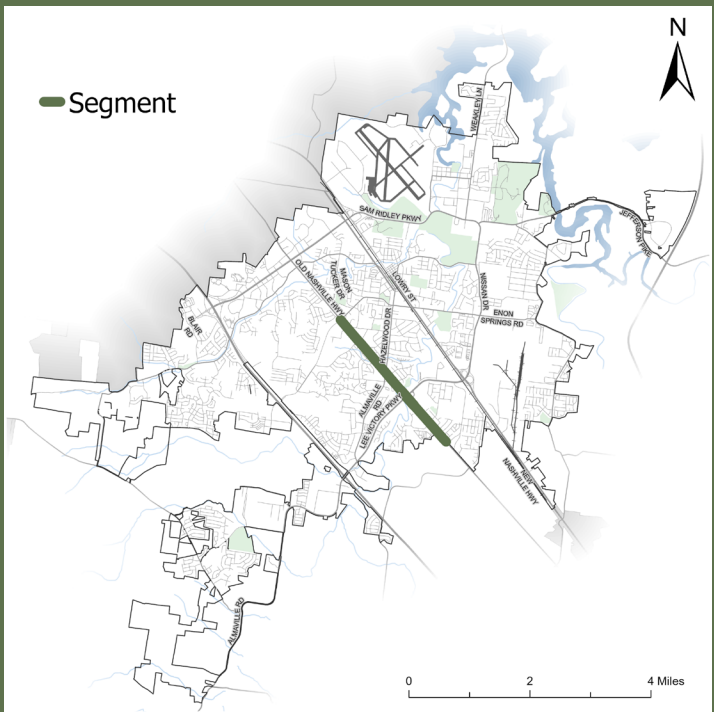 N
Segment
WEAKLEY LN
SAM RIDLEY PKWY
JEFFERSON PIKE
MASON
TUCKER DR
OLD NASHVILLE HWY
LOWRY ST
NISSAN DR
BLAIR
RD
HAZELWOOD DR
ENON
SPRINGS RD
ALMAVILLE
RD
LEE VICTORY PKWY
NEW
NASHVILLE HWY
ALMAVILLE RD
0 2 4 Miles